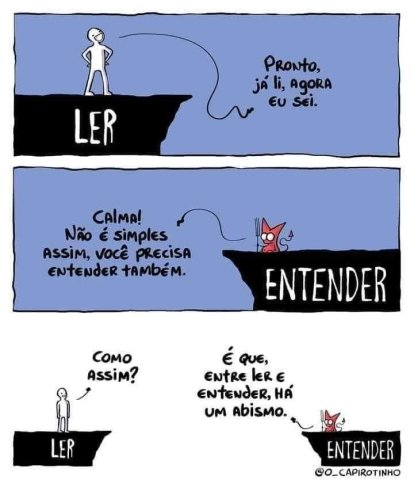 Pronto,
já li, agora
eu sei.
LER
Calma!
Não é simples
assim, você precisa
entender também.
ENTENDER
Como
assim?
É que,
entre ler e
entender, há
um abismo.
LER
ENTENDER
@O_CAPIROTINHO